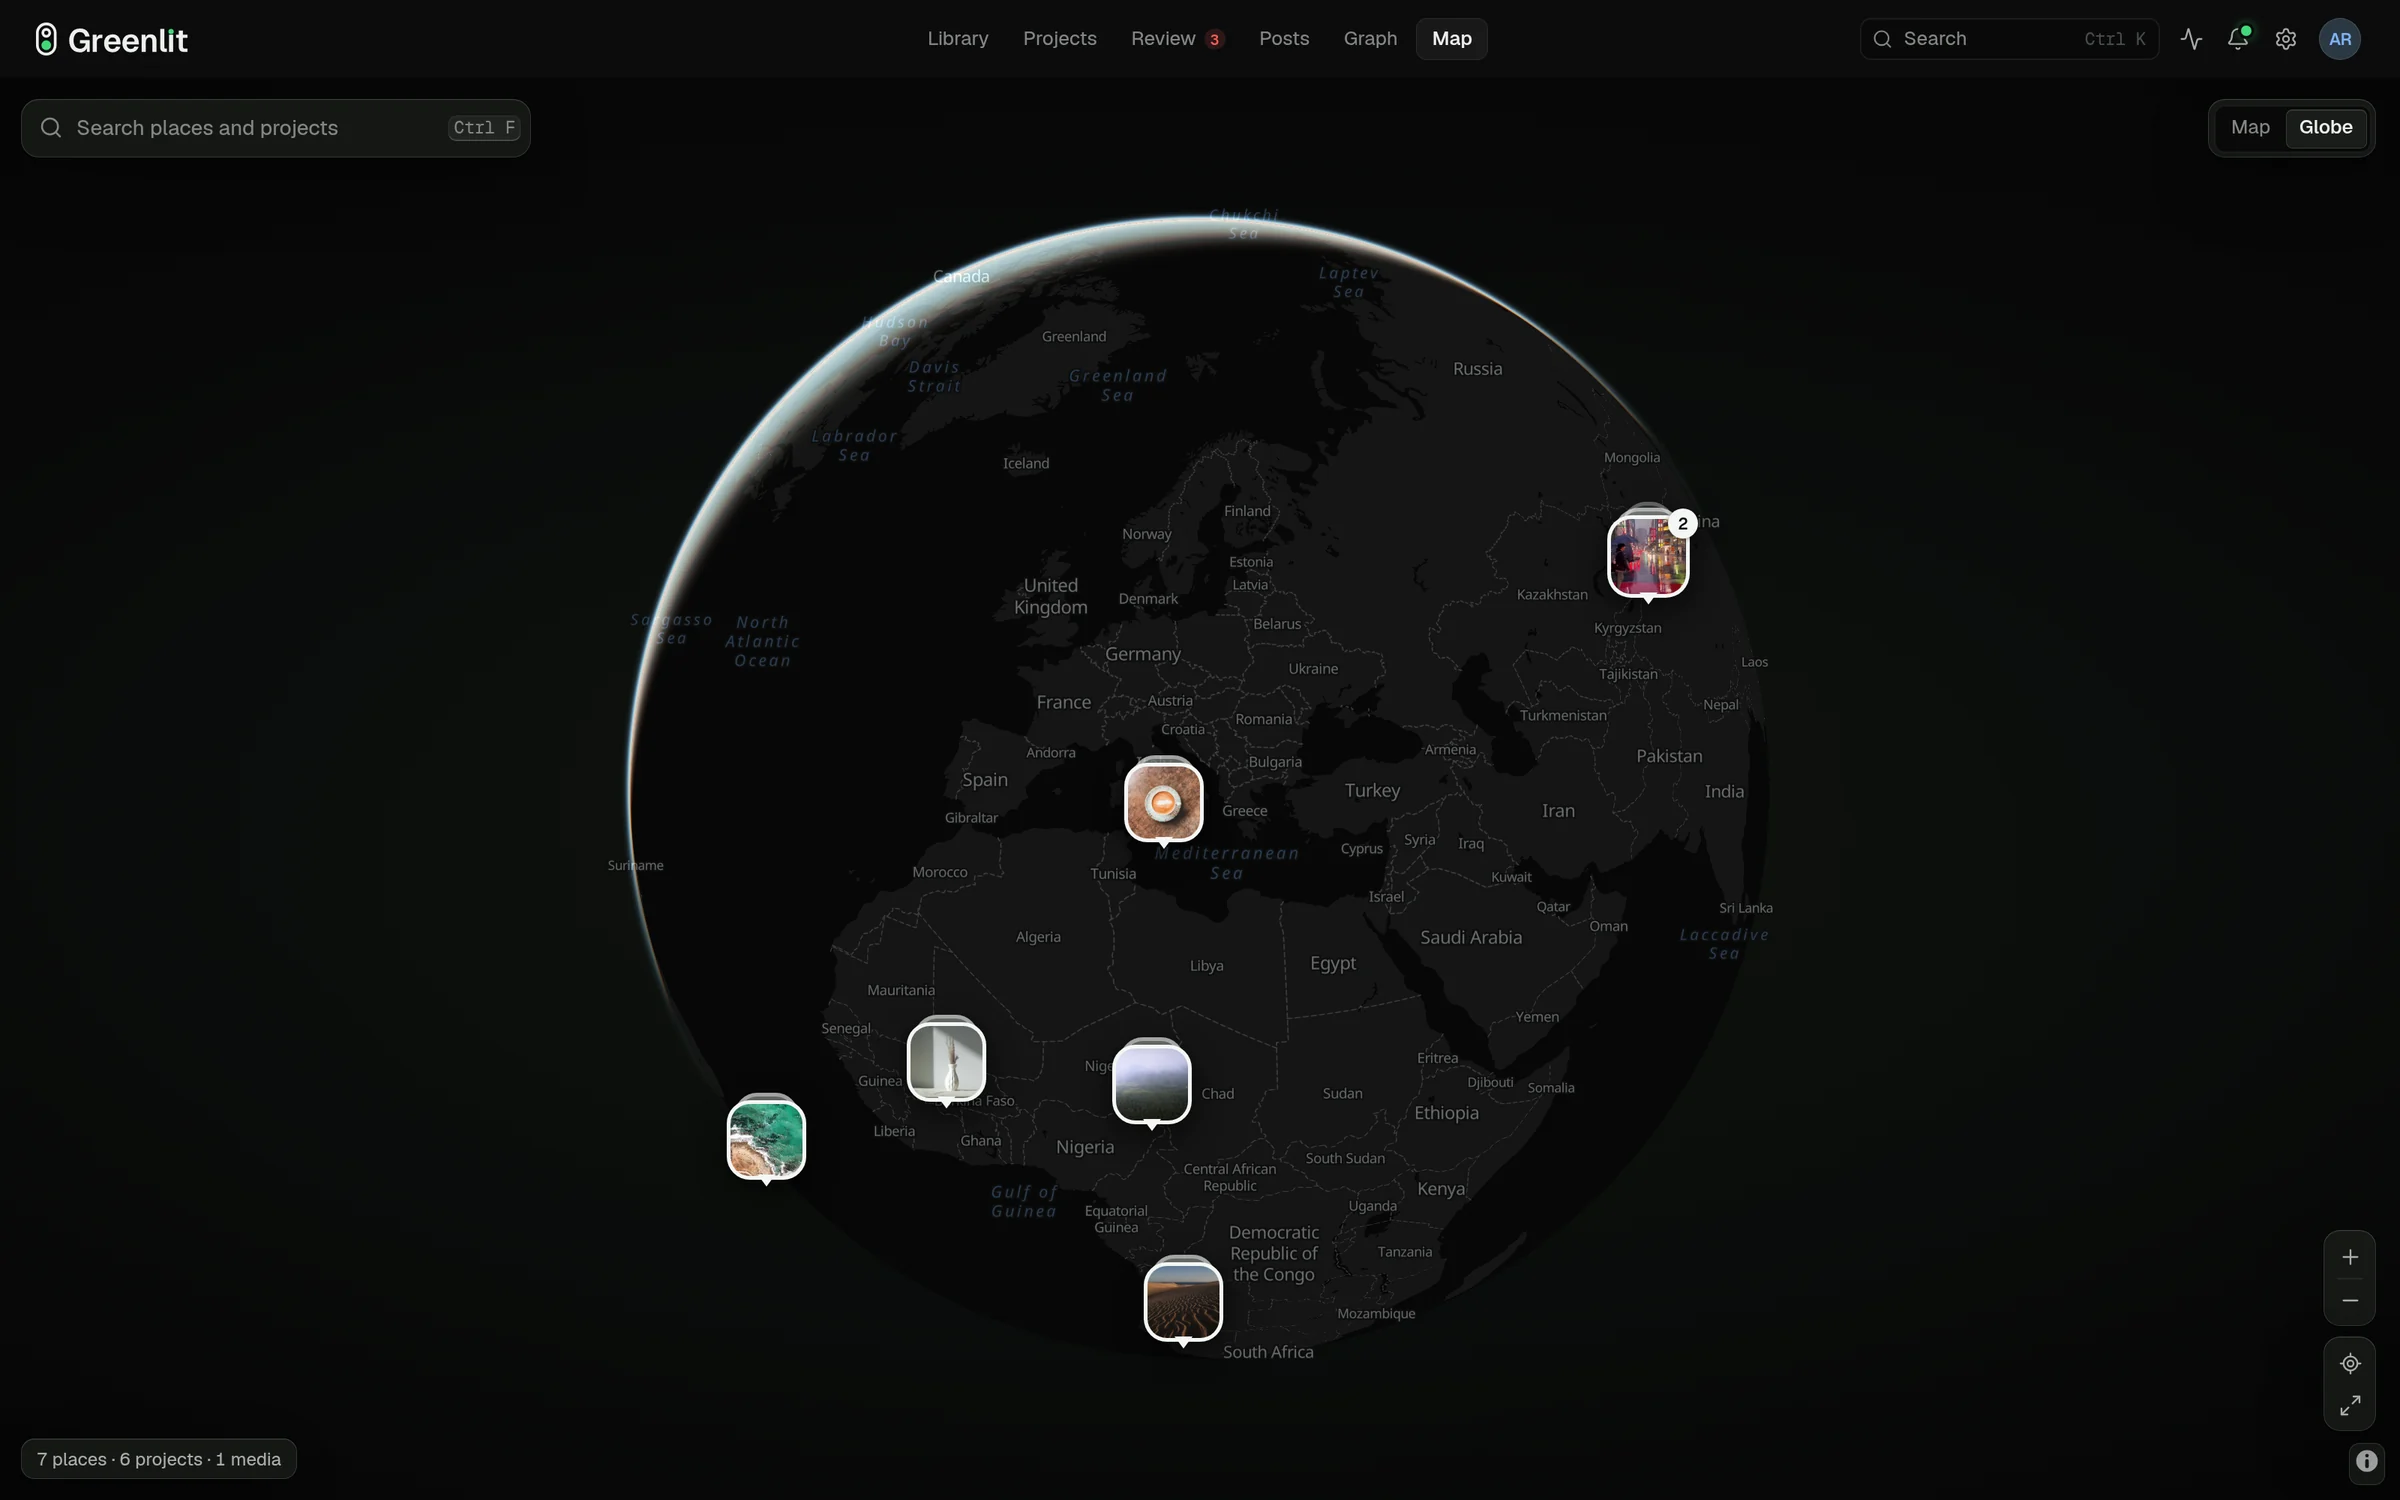 Greenlit
Library
Projects
Review 3
Posts
Graph
Map
Search
Ctrl K
AR
Search places and projects
Ctrl F
Map
Globe
Chukchi
Sea
Canada
Laptev
Sea
Hudson
Bay
Greenland
Davis
Strait
Greenland
Sea
Russia
Labrador
Sea
Iceland
Mongolia
Finland
2
Norway
Estonia
Latvia
United
Kingdom
Denmark
Kazakhstan
Belarus
Kyrgyzstan
Sargasso
Sea
North
Atlantic
Ocean
Germany
Ukraine
Laos
Tajikistan
France
Austria
Nepal
Romania
Turkmenistan
Croatia
Andorra
Armenia
Pakistan
Bulgaria
Spain
Turkey
India
Greece
Iran
Gibraltar
Syria
Iraq
Cyprus
Mediterranean
Sea
Suriname
Morocco
Tunisia
Kuwait
Israel
Qatar
Sri Lanka
Oman
Laccadive
Sea
Algeria
Saudi Arabia
Libya
Egypt
Mauritania
Yemen
Senegal
Eritrea
Guinea
Djibouti
Somalia
Chad
Sudan
Faso
Ethiopia
Liberia
Ghana
Nigeria
South Sudan
Central African
Republic
Kenya
Gulf of
Guinea
Uganda
Equatorial
Guinea
Democratic
Republic of
the Congo
Tanzania
Mozambique
South Africa
7 places · 6 projects · 1 media